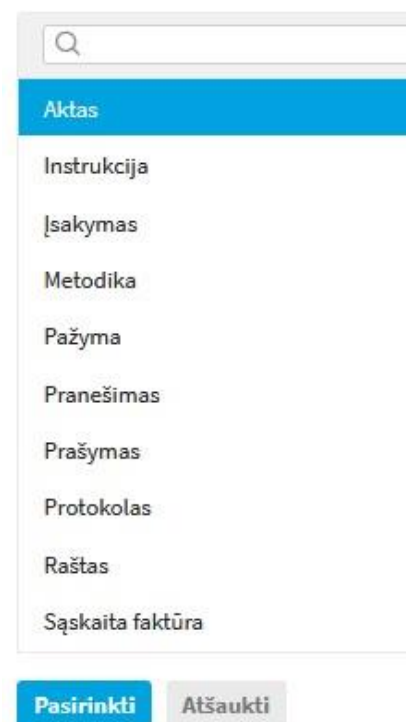 Aktas
Instrukcija
Įsakymas
Metodika
Pažyma
Pranešimas
Prašymas
Protokolas
Raštas
Sąskaita faktūra
Pasirinkti Atšaukti